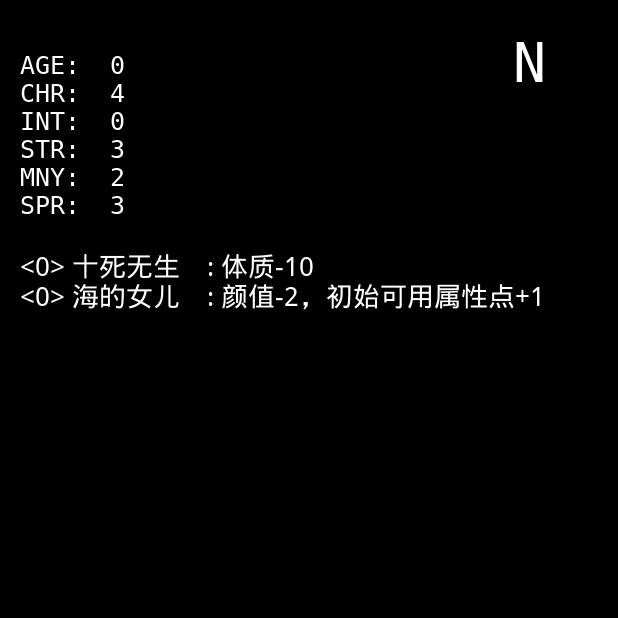 N
AGE: 0
CHR: 4
INT: 0
STR: 3
MNY: 2
SPR: 3
<0> 十死无生 : 体质-10
<0> 海的女儿 : 颜值-2，初始可用属性点+1